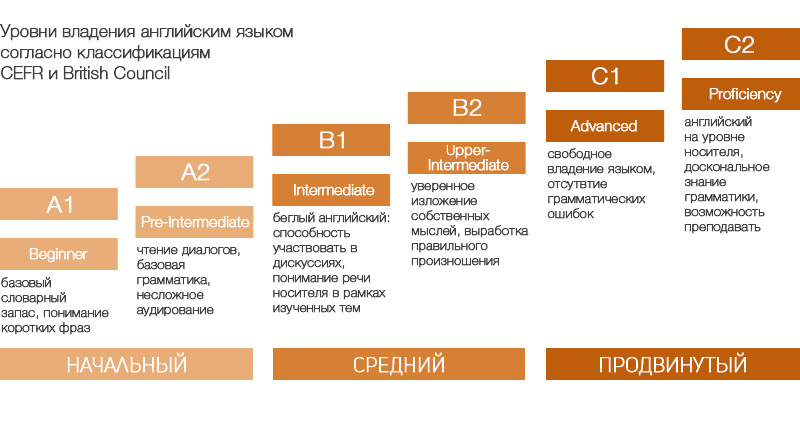 Уровни владения английским языком
согласно классификациям
CEFR и British Council
A1
Beginner
базовый
словарный
запас, понимание
коротких фраз
A2
Pre-Intermediate
чтение диалогов,
базовая
грамматика,
несложное
аудирование
B1
Intermediate
беглый английский:
способность
участвовать в
дискуссиях,
понимание речи
носителя в рамках
изученных тем
B2
Upper-
Intermediate
уверенное
изложение
собственных
мыслей, выработка
правильного
произношения
C1
Advanced
свободное
владение языком,
отсутвтие
грамматических
ошибок
C2
Proficiency
английский
на уровне
носителя,
доскональное
знание
грамматики,
возможность
преподавать
НАЧАЛЬНЫЙ
СРЕДНИЙ
ПРОДВИНУТЫЙ